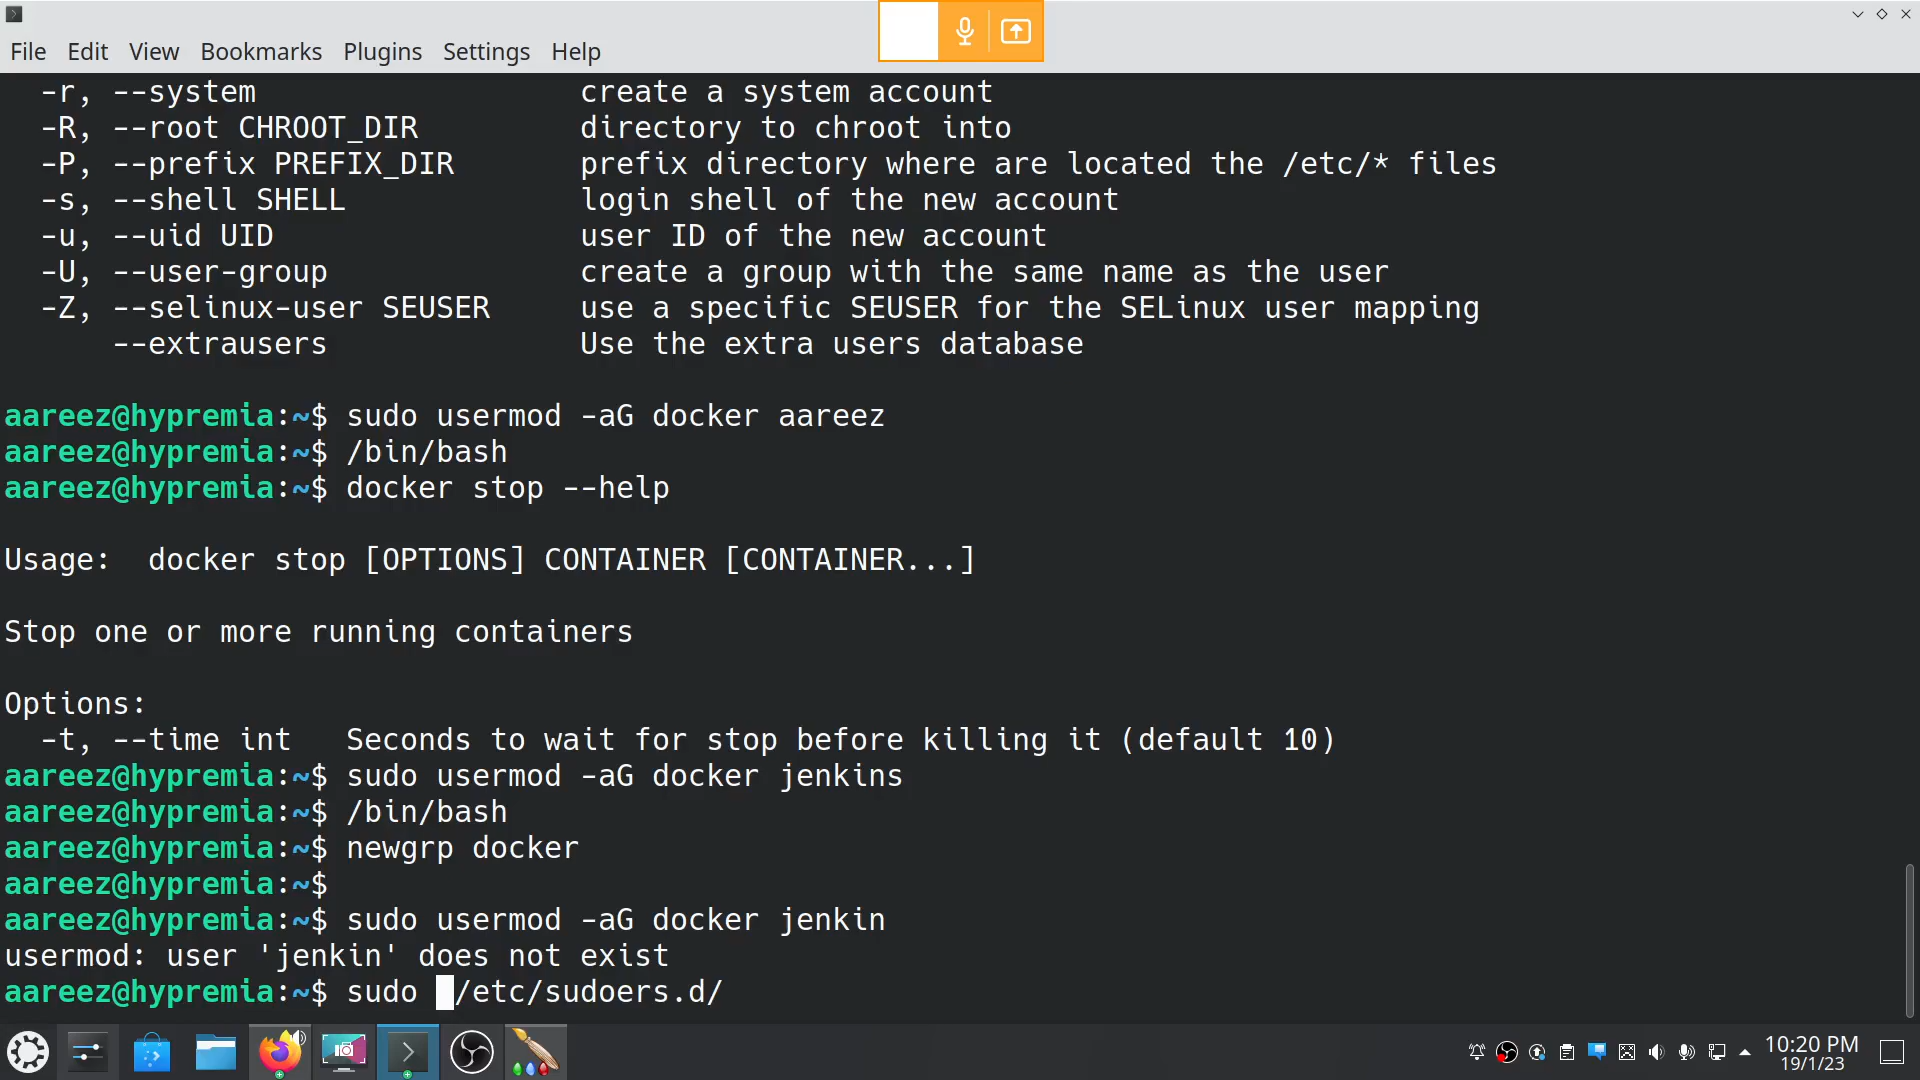 File Edit View Bookmarks Plugins Settings Help
-r, --system create a system account
-R, --root CHROOT_DIR directory to chroot into
-P, --prefix PREFIX_DIR prefix directory where are located the /etc/* files
-s, --shell SHELL login shell of the new account
-u, --uid UID user ID of the new account
-U, --user-group create a group with the same name as the user
-Z, --selinux-user SEUSER use a specific SEUSER for the SELinux user mapping
--extrausers Use the extra users database
aareez@hypremia:~$ sudo usermod -aG docker aareez
aareez@hypremia:~$ /bin/bash
aareez@hypremia:~$ docker stop --help
Usage: docker stop [OPTIONS] CONTAINER [CONTAINER...]
Stop one or more running containers
Options:
-t, --time int Seconds to wait for stop before killing it (default 10)
aareez@hypremia:~$ sudo usermod -aG docker jenkins
aareez@hypremia:~$ /bin/bash
aareez@hypremia:~$ newgrp docker
aareez@hypremia:~$
aareez@hypremia:~$ sudo usermod -aG docker jenkin
usermod: user 'jenkin' does not exist
aareez@hypremia:~$ sudo /etc/sudoers.d/
10:20 PM
19/1/23